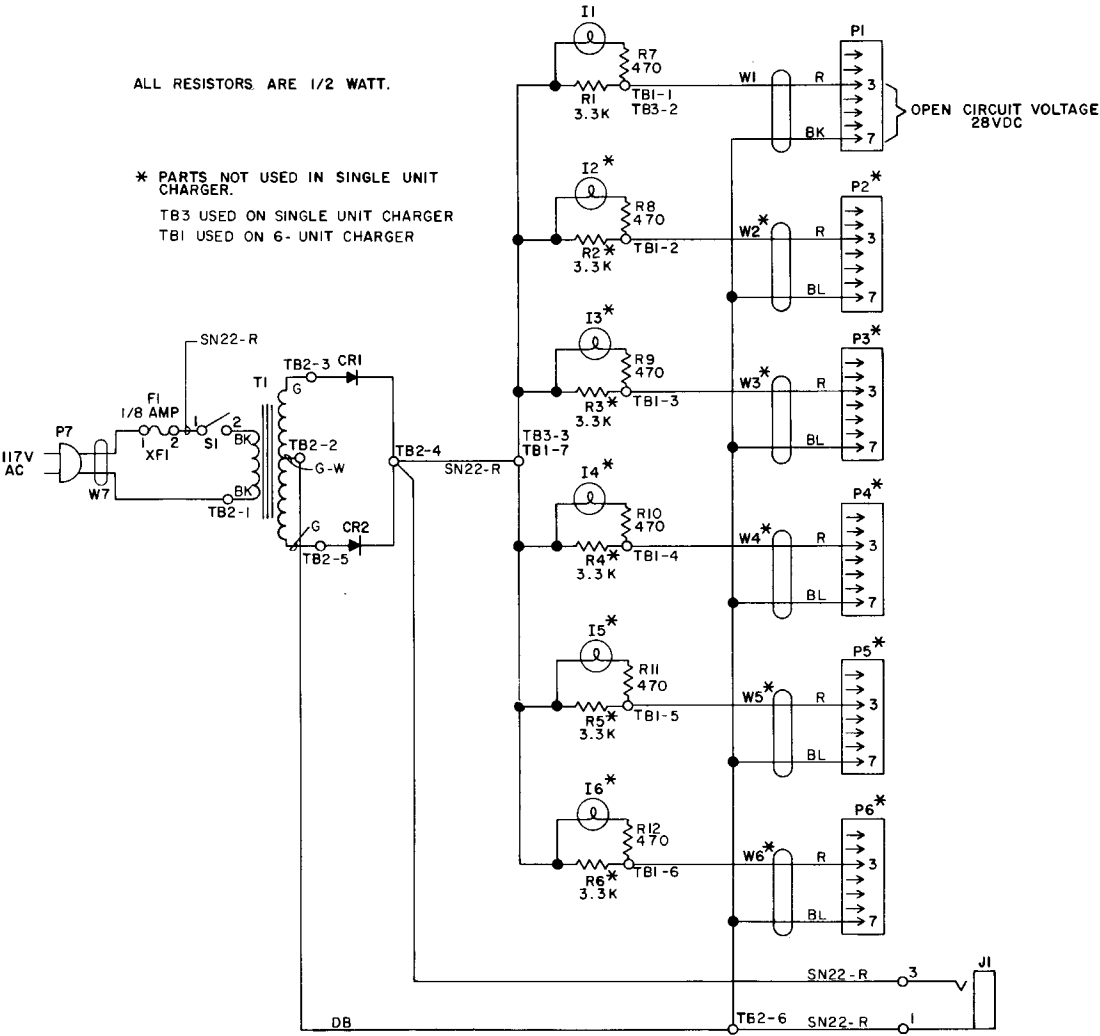 ALL RESISTORS ARE 1/2 WATT.
* PARTS NOT USED IN SINGLE UNIT
CHARGER.
TB3 USED ON SINGLE UNIT CHARGER
TB1 USED ON 6-UNIT CHARGER
I1
R7
470
R1
3.3K
TB1-1
TB3-2
W1
R
BK
P1
3
7
OPEN CIRCUIT VOLTAGE
28VDC
I2*
R8
470
R2*
3.3K
TB1-2
W2*
R
BL
P2*
3
7
I3*
R9
470
R3*
3.3K
TB1-3
W3*
R
BL
P3*
3
7
SN22-R
F1
1/8 AMP
1
2
XF1
1
2
S1
P7
117V
AC
W7
BK
BK
TB2-1
T1
TB2-3
G
CR1
TB2-2
G-W
G
CR2
TB2-5
TB2-4
SN22-R
TB3-3
TB1-7
I4*
R10
470
R4*
3.3K
TB1-4
W4*
R
BL
P4*
3
7
I5*
R11
470
R5*
3.3K
TB1-5
W5*
R
BL
P5*
3
7
I6*
R12
470
R6*
3.3K
TB1-6
W6*
R
BL
P6*
3
7
SN22-R
3
J1
DB
TB2-6
SN22-R
1